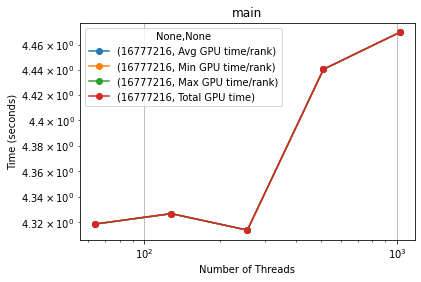 main
None,None
(16777216, Avg GPU time/rank)
(16777216, Min GPU time/rank)
(16777216, Max GPU time/rank)
(16777216, Total GPU time)
4.46 × 10⁰
4.44 × 10⁰
4.42 × 10⁰
4.4 × 10⁰
4.38 × 10⁰
4.36 × 10⁰
4.34 × 10⁰
4.32 × 10⁰
Time (seconds)
10² 10³
Number of Threads